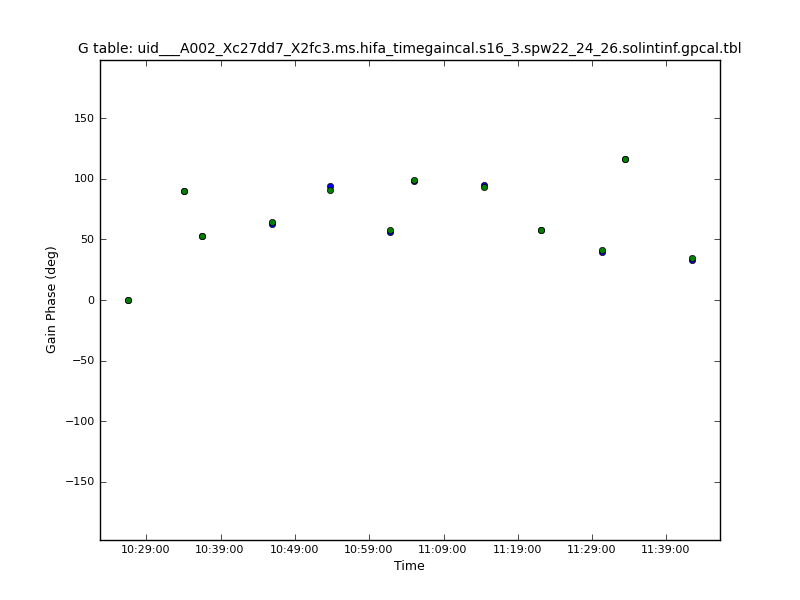 G table: uid___A002_Xc27dd7_X2fc3.ms.hifa_timegaincal.s16_3.spw22_24_26.solintinf.gpcal.tbl
150
100
50
0
−50
−100
−150
Gain Phase (deg)
10:29:00 10:39:00 10:49:00 10:59:00 11:09:00 11:19:00 11:29:00 11:39:00
Time